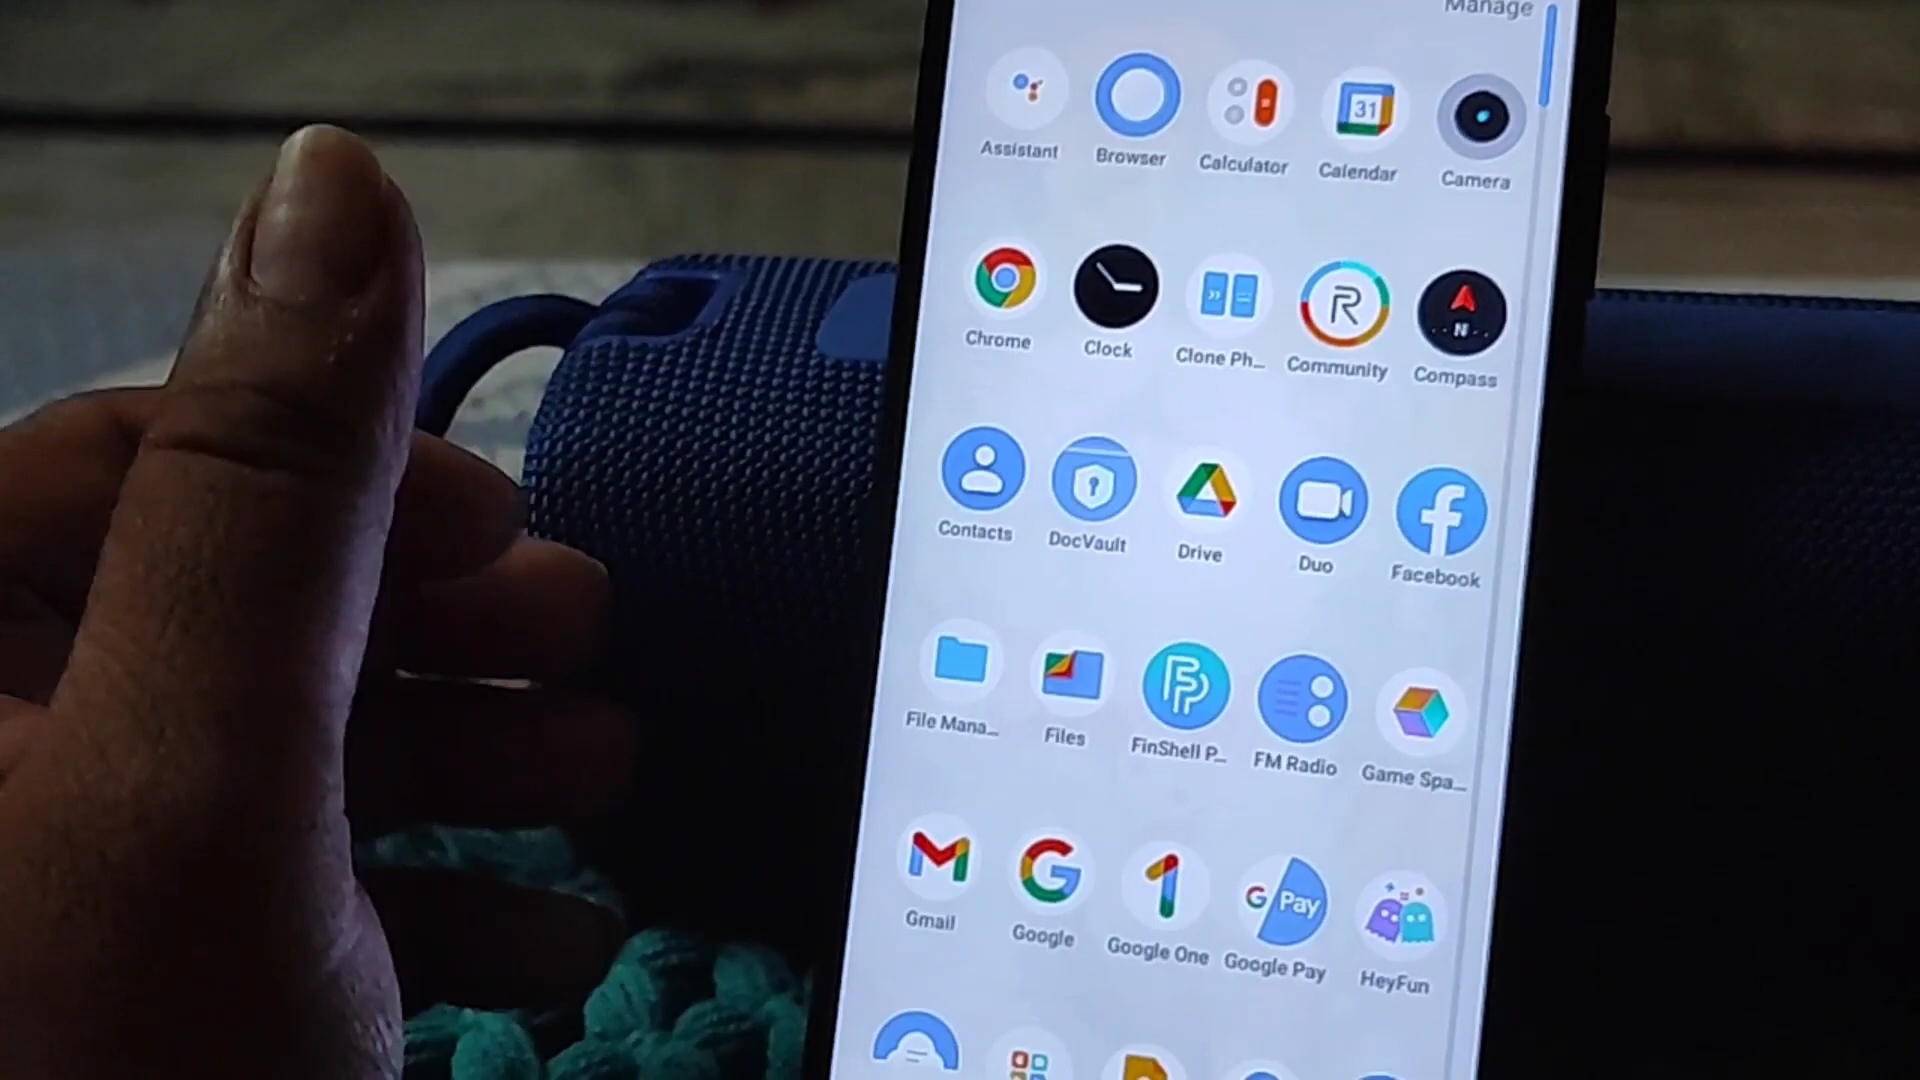 Manage
31
Assistant Browser Calculator Calendar Camera
N
Chrome Clock Clone Ph... Community Compass
Contacts DocVault Drive Duo Facebook
File Mana... Files FinShell P... FM Radio Game Spa...
G Pay
Gmail Google Google One Google Pay HeyFun